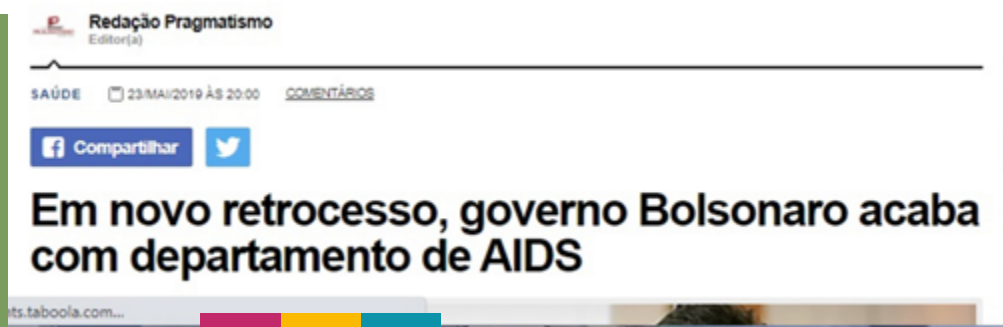 Redação Pragmatismo
Editor(a)
SAÚDE 23/MAI/2019 ÀS 20:00 COMENTÁRIOS
Compartilhar
Em novo retrocesso, governo Bolsonaro acaba
com departamento de AIDS
ts.taboola.com...